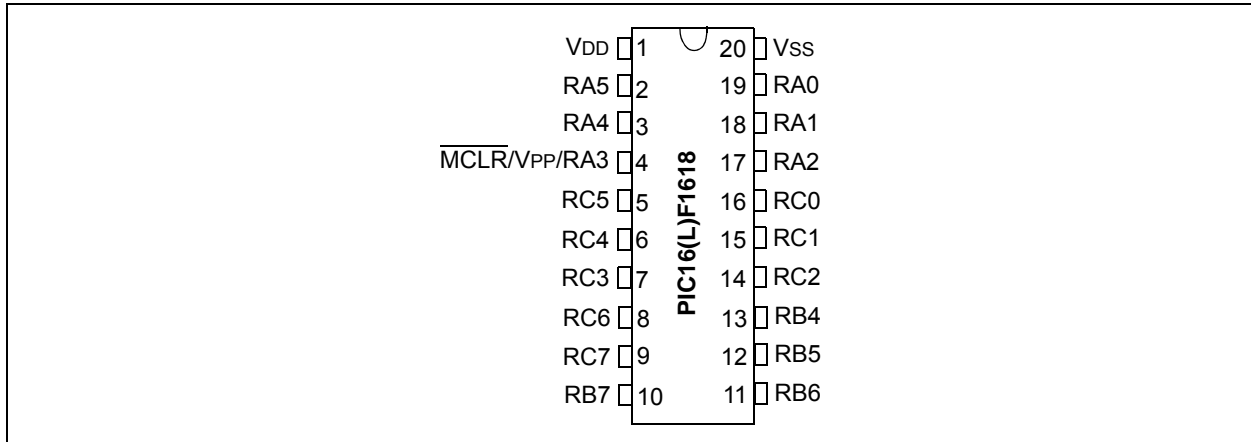 VDD 1 20 VSS
RA5 2 19 RA0
RA4 3 18 RA1
MCLR/VPP/RA3 4 17 RA2
RC5 5 16 RC0
RC4 6 15 RC1
RC3 7 14 RC2
RC6 8 13 RB4
RC7 9 12 RB5
RB7 10 11 RB6
PIC16(L)F1618